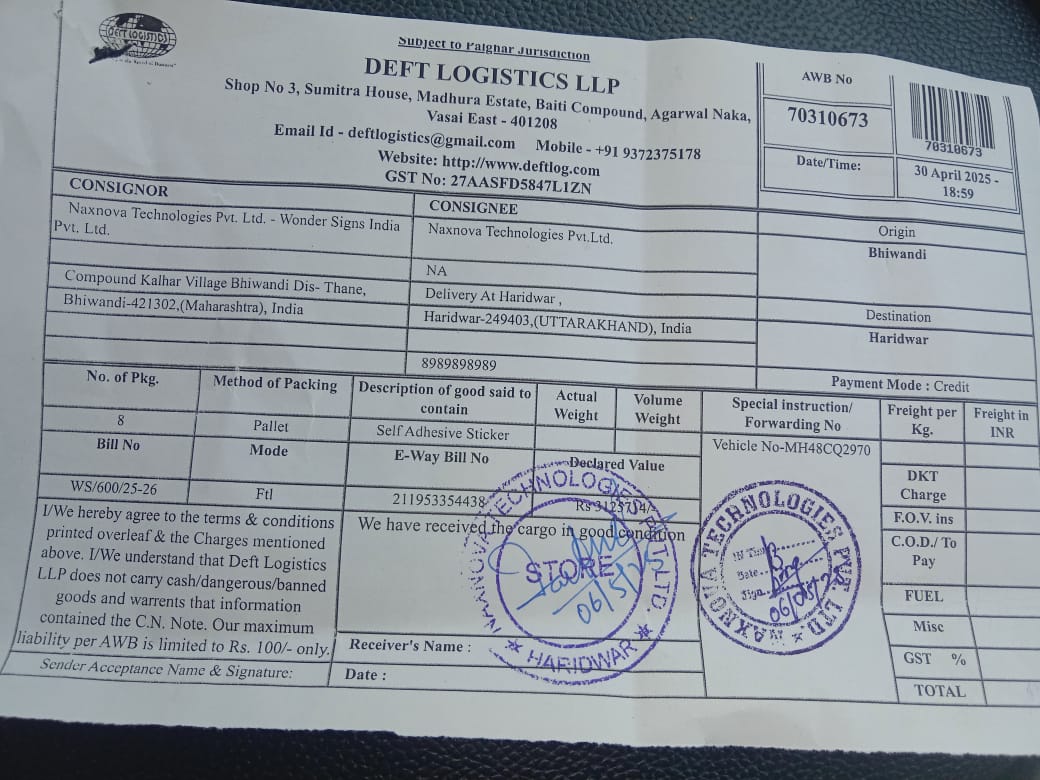 DEFT LOGISTICS
Subject to Palghar Jurisdiction
DEFT LOGISTICS LLP
Shop No 3, Sumitra House, Madhura Estate, Baiti Compound, Agarwal Naka,
Vasai East - 401208
Email Id - deftlogistics@gmail.com Mobile - +91 9372375178
Website: http://www.deftlog.com
GST No: 27AASFD5847L1ZN
AWB No
70310673
70310673
Date/Time:
30 April 2025 -
18:59
CONSIGNOR
Naxnova Technologies Pvt. Ltd. - Wonder Signs India
Pvt. Ltd.
Compound Kalhar Village Bhiwandi Dis- Thane,
Bhiwandi-421302,(Maharashtra), India
CONSIGNEE
Naxnova Technologies Pvt.Ltd.
NA
Delivery At Haridwar ,
Haridwar-249403,(UTTARAKHAND), India
8989898989
Origin
Bhiwandi
Destination
Haridwar
Payment Mode : Credit
No. of Pkg.
Method of Packing
Description of good said to
contain
Actual
Weight
Volume
Weight
Special instruction/
Forwarding No
Freight per
Kg.
Freight in
INR
8
Pallet
Self Adhesive Sticker
Vehicle No-MH48CQ2970
Bill No
Mode
E-Way Bill No
Declared Value
WS/600/25-26
Ftl
211953354438
DKT
Charge
F.O.V. ins
C.O.D./ To
Pay
FUEL
Misc
GST %
TOTAL
I/We hereby agree to the terms & conditions
printed overleaf & the Charges mentioned
above. I/We understand that Deft Logistics
LLP does not carry cash/dangerous/banned
goods and warrents that information
contained the C.N. Note. Our maximum
liability per AWB is limited to Rs. 100/- only.
Sender Acceptance Name & Signature:
We have received the cargo in good condition
Receiver's Name :
Date :
NAXNOVA TECHNOLOGIES PVT. LTD.
STORE
06/5/25
HARIDWAR
NAXNOVA TECHNOLOGIES PVT. LTD
Date
Sign